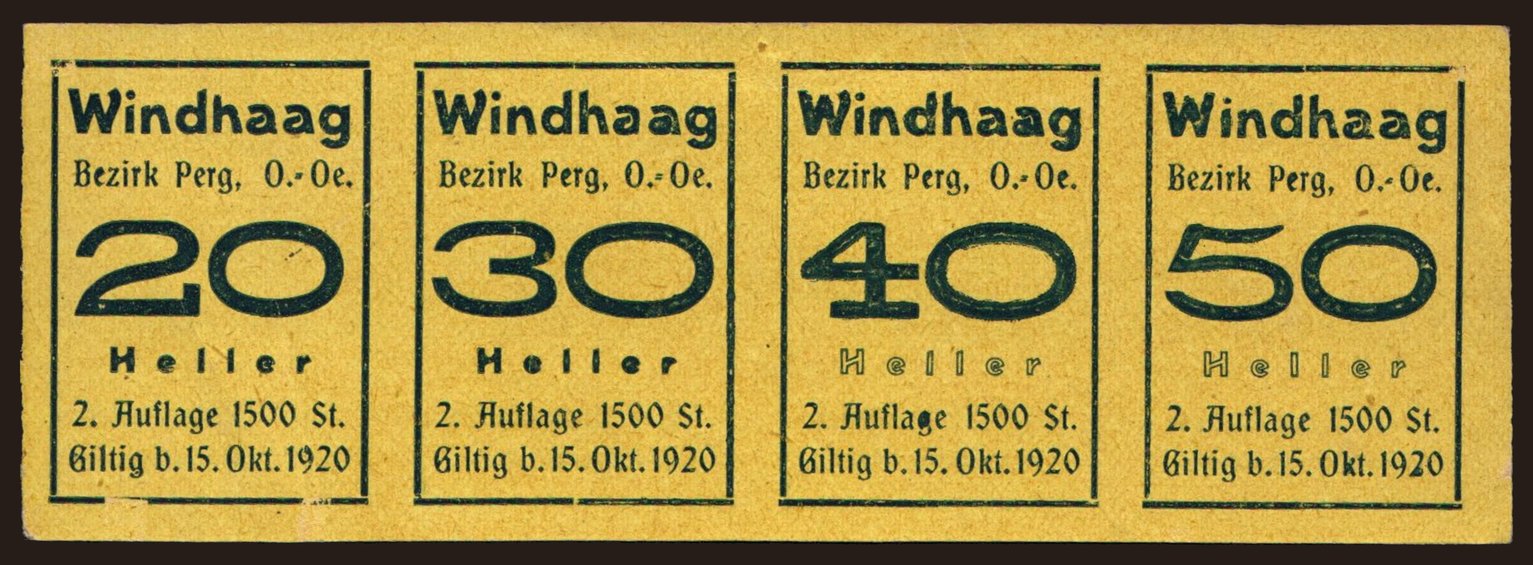 Windhaag
Bezirk Perg, O.-Oe.
20
Heller
2. Auflage 1500 St.
Giltig b. 15. Okt. 1920
Windhaag
Bezirk Perg, O.-Oe.
30
Heller
2. Auflage 1500 St.
Giltig b. 15. Okt. 1920
Windhaag
Bezirk Perg, O.-Oe.
40
Heller
2. Auflage 1500 St.
Giltig b. 15. Okt. 1920
Windhaag
Bezirk Perg, O.-Oe.
50
Heller
2. Auflage 1500 St.
Giltig b. 15. Okt. 1920